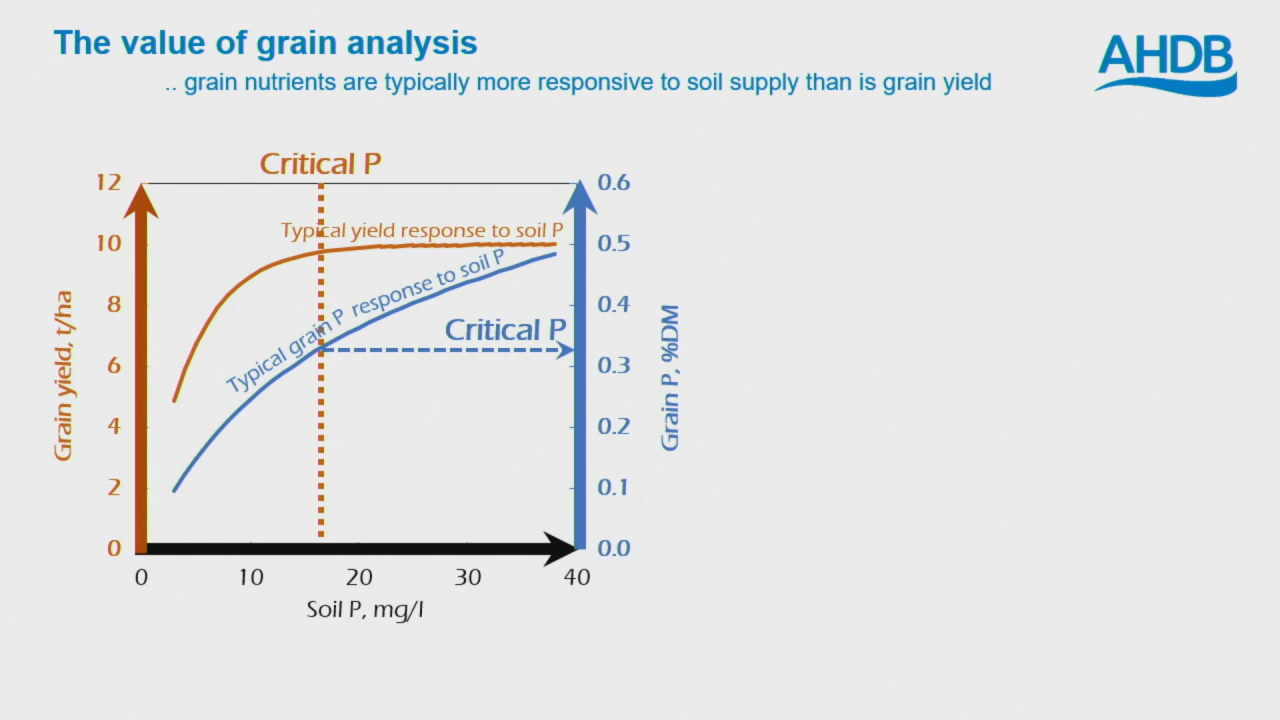 The value of grain analysis
.. grain nutrients are typically more responsive to soil supply than is grain yield
AHDB
Critical P
12
10
8
6
4
2
0
Grain yield, t/ha
Typical yield response to soil P
Typical grain P response to soil P
Critical P
0.6
0.5
0.4
0.3
0.2
0.1
0.0
Grain P, %DM
0 10 20 30 40
Soil P, mg/l